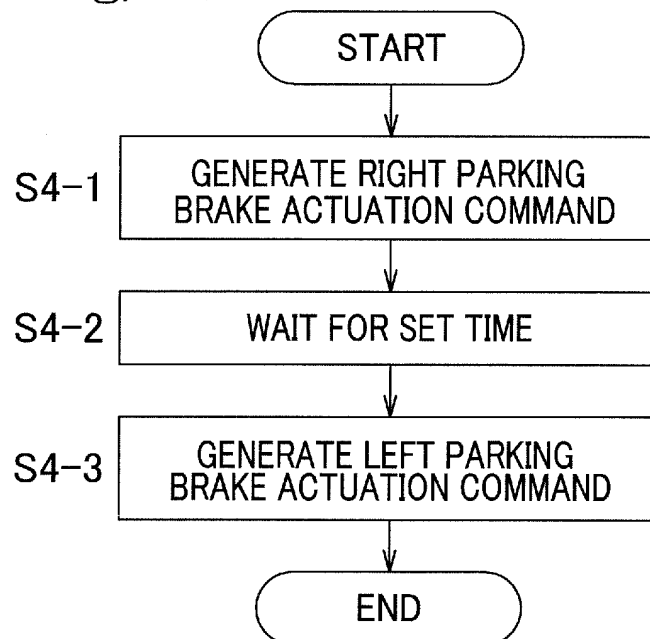 START
S4-1
GENERATE RIGHT PARKING
BRAKE ACTUATION COMMAND
S4-2
WAIT FOR SET TIME
S4-3
GENERATE LEFT PARKING
BRAKE ACTUATION COMMAND
END